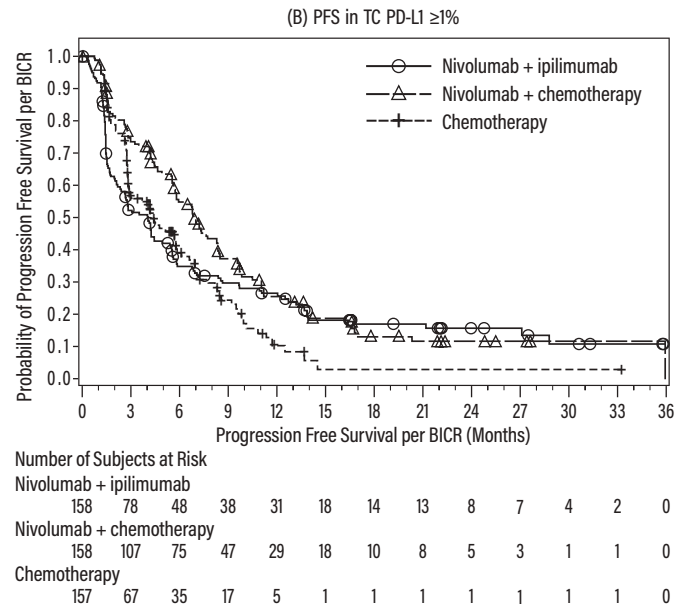 (B) PFS in TC PD-L1 ≥1%
Probability of Progression Free Survival per BICR
1.0
0.9
0.8
0.7
0.6
0.5
0.4
0.3
0.2
0.1
0.0
Nivolumab + ipilimumab
Nivolumab + chemotherapy
Chemotherapy
0 3 6 9 12 15 18 21 24 27 30 33 36
Progression Free Survival per BICR (Months)
Number of Subjects at Risk
Nivolumab + ipilimumab
158 78 48 38 31 18 14 13 8 7 4 2 0
Nivolumab + chemotherapy
158 107 75 47 29 18 10 8 5 3 1 1 0
Chemotherapy
157 67 35 17 5 1 1 1 1 1 1 1 0